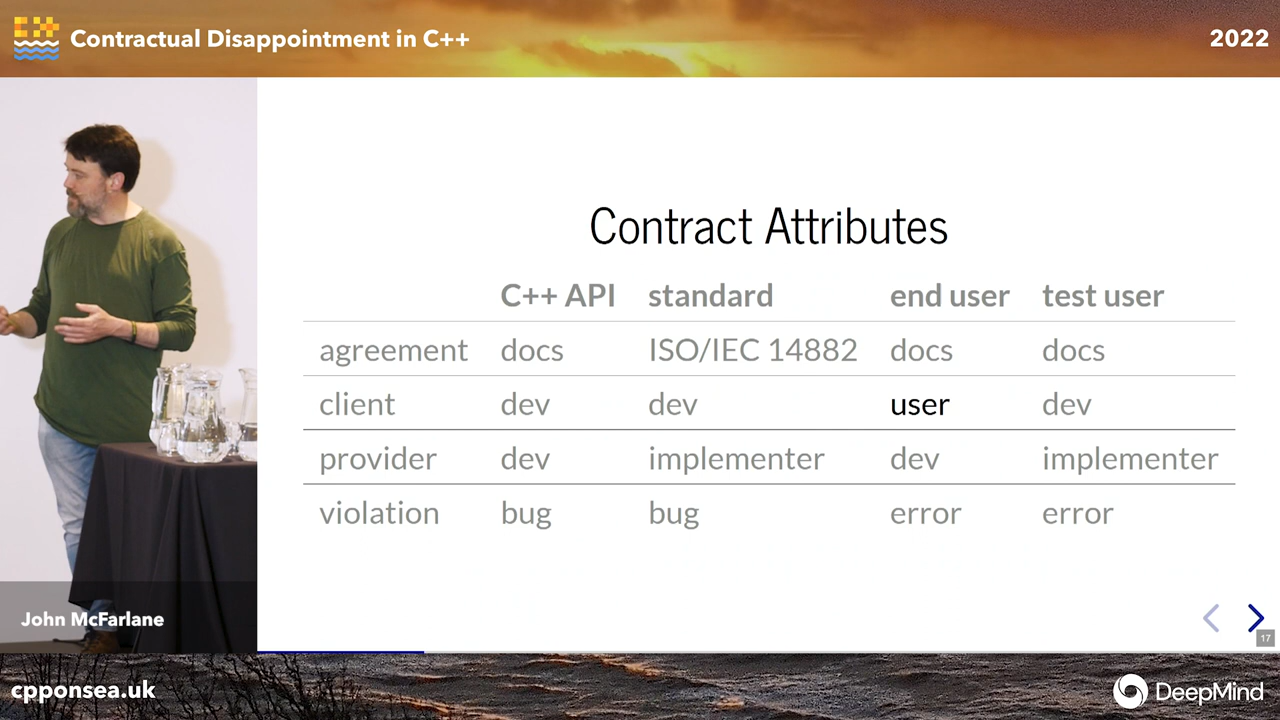 Contractual Disappointment in C++
2022
Contract Attributes
C++ API standard end user test user
agreement docs ISO/IEC 14882 docs docs
client dev dev user dev
provider dev implementer dev implementer
violation bug bug error error
John McFarlane
17
cpponsea.uk
DeepMind